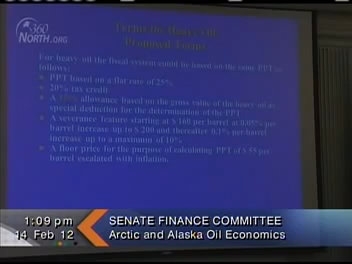 360
NORTH.ORG
Terms for Heavy Oil:
Proposed Terms
For heavy oil the fiscal system could be based on the same PPT as
follows:
PPT based on a flat rate of 25%
20% tax credit
A allowance based on the gross value of the heavy oil as
special deduction for the determination of the PPT
A severance feature starting at $ 160 per barrel at 0.05% per
barrel increase up to $ 200 and thereafter 0.1% per
barrel increase up to a maximum of 10%
A floor price for the purpose of calculating PPT of $ 55 per
barrel escalated with inflation.
1:09 pm
SENATE FINANCE COMMITTEE
14 Feb 12
Arctic and Alaska Oil Economics